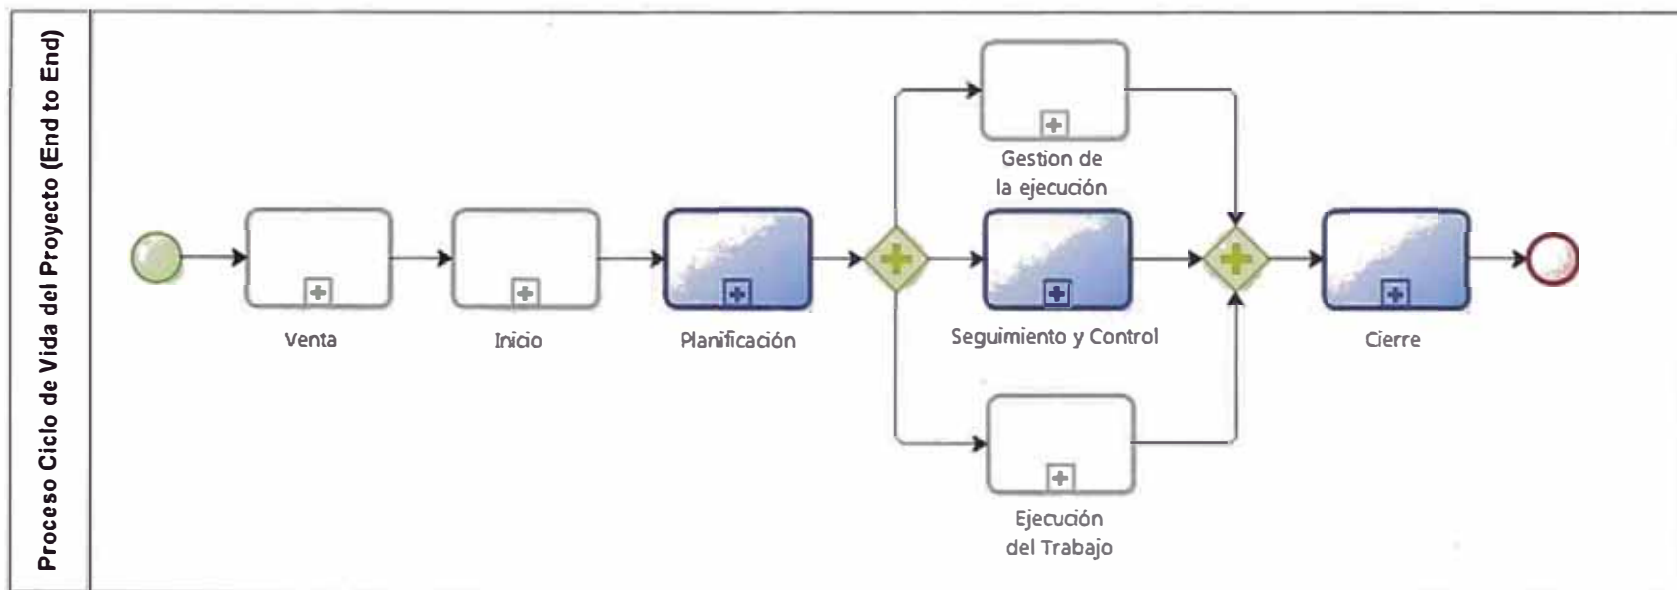 Proceso Ciclo de Vida del Proyecto (End to End)
Venta
Inicio
Planificación
Gestion de
la ejecución
Seguimiento y Control
Ejecución
del Trabajo
Cierre